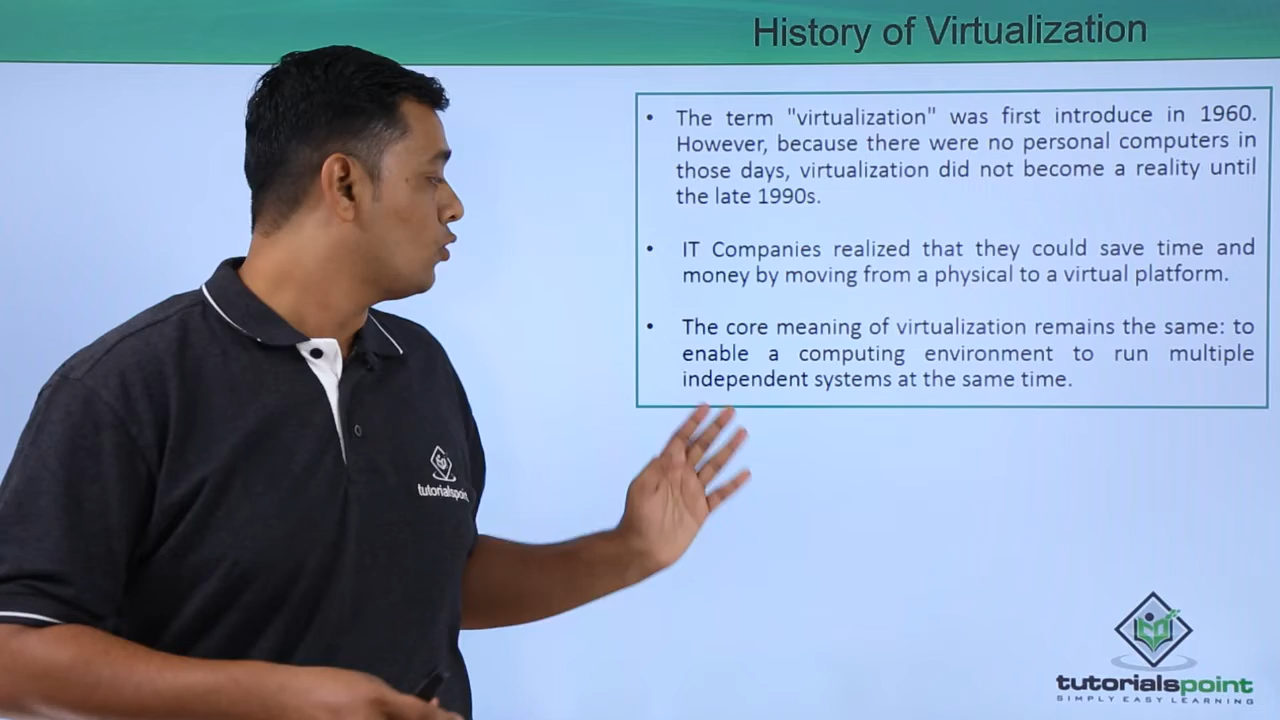 History of Virtualization
• The term "virtualization" was first introduce in 1960.
However, because there were no personal computers in
those days, virtualization did not become a reality until
the late 1990s.
• IT Companies realized that they could save time and
money by moving from a physical to a virtual platform.
• The core meaning of virtualization remains the same: to
enable a computing environment to run multiple
independent systems at the same time.
tutorialspoint
tutorialspoint
SIMPLY EASY LEARNING